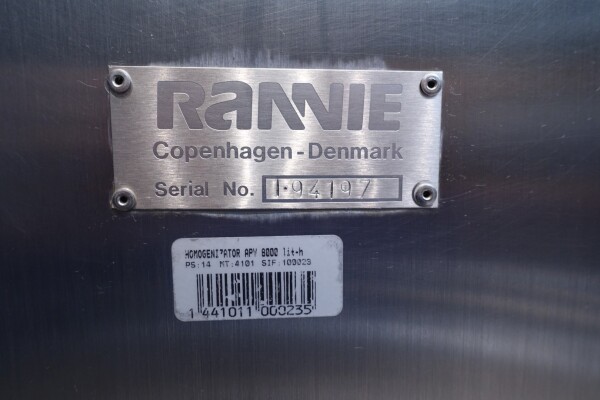 RANNIE
Copenhagen - Denmark
Serial No. 1·94197
HOMOGENIZATOR APV 8000 lit-h
PS:14 MT:4101 SIF:100023
1 441011 000235